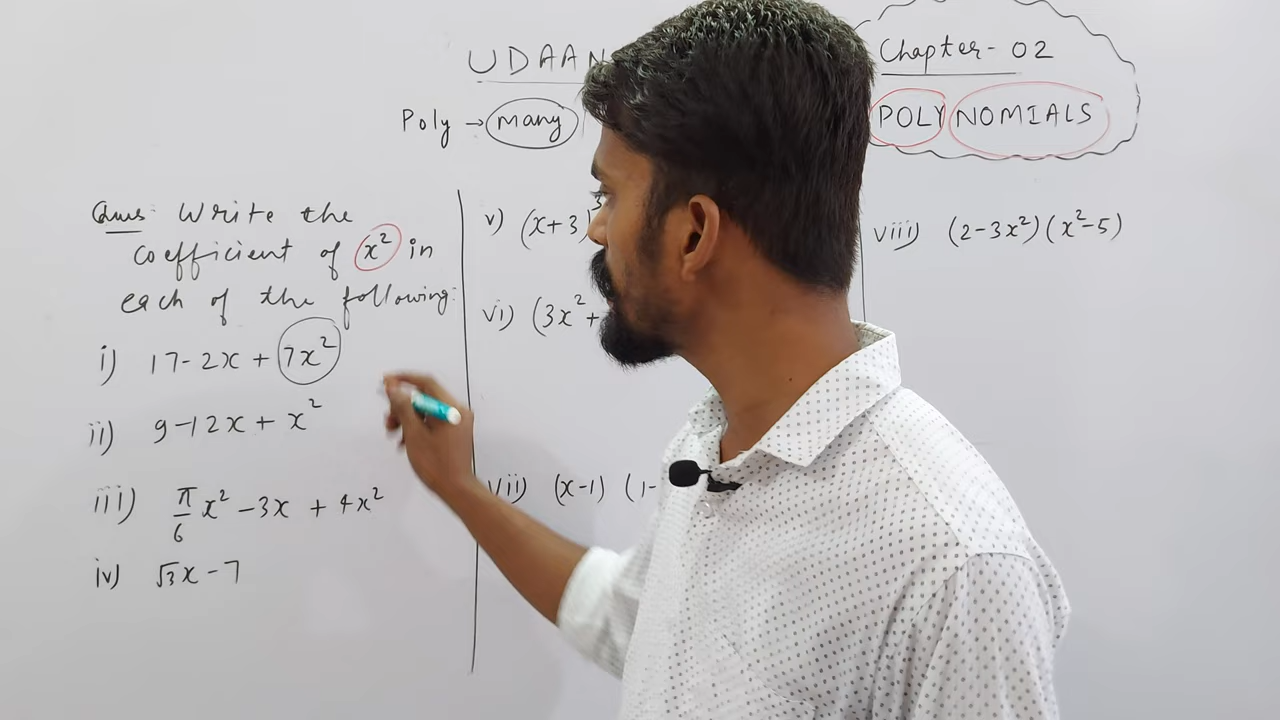 UDAAN
Chapter - 02
Poly → Many
POLYNOMIALS
Ques: Write the
coefficient of x² in
each of the following:
i) 17-2x + 7x²
ii) 9-12x + x²
iii) π/6 x² - 3x + 4x²
iv) √3x - 7
v) (x+3)³
vi) (3x² +
vii) (x-1) (1-
viii) (2-3x²)(x²-5)